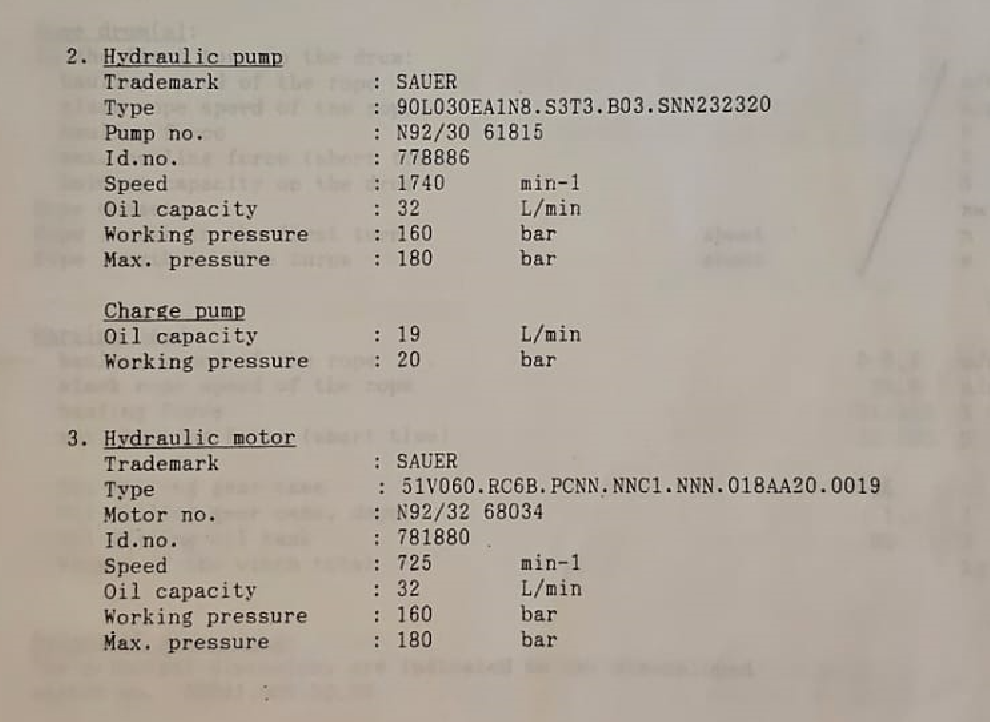 2. Hydraulic pump
Trademark : SAUER
Type : 90L030EA1N8.S3T3.B03.SNN232320
Pump no. : N92/30 61815
Id.no. : 778886
Speed : 1740 min-1
Oil capacity : 32 L/min
Working pressure : 160 bar
Max. pressure : 180 bar
Charge pump
Oil capacity : 19 L/min
Working pressure : 20 bar
3. Hydraulic motor
Trademark : SAUER
Type : 51V060.RC6B.PCNN.NNC1.NNN.018AA20.0019
Motor no. : N92/32 68034
Id.no. : 781880
Speed : 725 min-1
Oil capacity : 32 L/min
Working pressure : 160 bar
Max. pressure : 180 bar